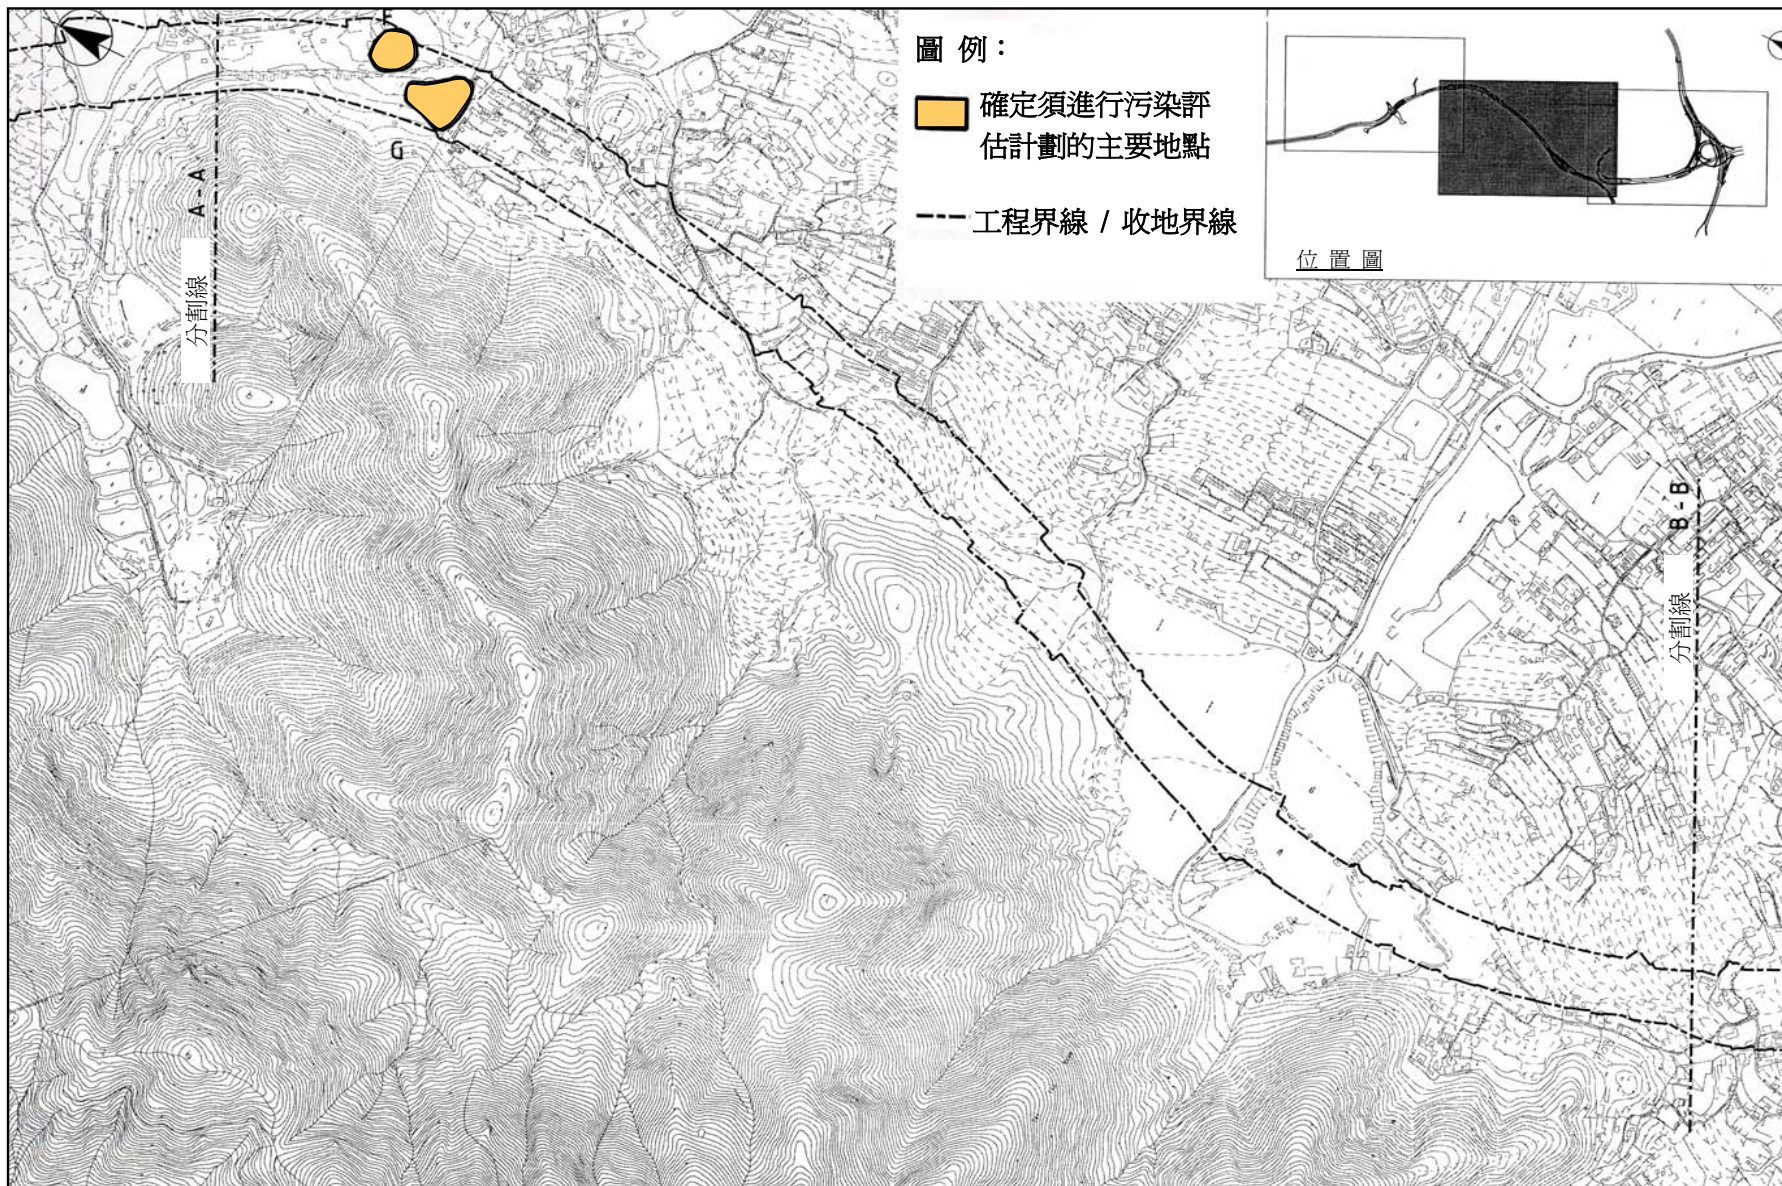 圖 例：
確定須進行污染評
估計劃的主要地點
工程界線 / 收地界線
位 置 圖
G
A - A
分割線
B - B
分割線